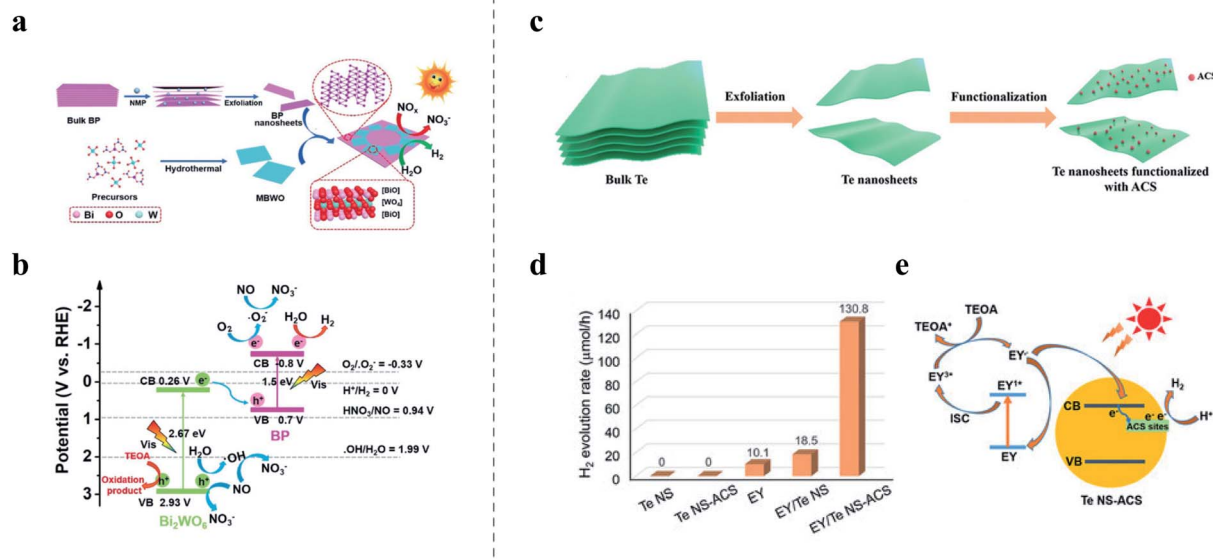 a
Bulk BP
NMP
Exfoliation
BP
nanosheets
NOₓ
NO₃⁻
H₂
H₂O
Precursors
Hydrothermal
MBWO
[BiO]
[WO₄]
[BiO]
Bi O W
b
Potential (V vs. RHE)
-2
-1
0
1
2
3
NO NO₃⁻
·O₂⁻
O₂
H₂O H₂
e⁻ e⁻
CB -0.8 V
O₂/.O₂⁻ = -0.33 V
CB 0.26 V e⁻
1.5 eV Vis
H⁺/H₂ = 0 V
h⁺
VB 0.7 V
HNO₃/NO = 0.94 V
BP
Vis 2.67 eV
.OH/H₂O = 1.99 V
TEOA
H₂O ·OH
NO₃⁻
Oxidation
product
h⁺ h⁺
NO
VB 2.93 V
NO₃⁻
Bi₂WO₆
c
Bulk Te
Exfoliation
Te nanosheets
Functionalization
ACS
Te nanosheets functionalized
with ACS
d
H₂ evolution rate (μmol/h)
140
120
100
80
60
40
20
0
0
0
10.1
18.5
130.8
Te NS
Te NS-ACS
EY
EY/Te NS
EY/Te NS-ACS
e
TEOA
TEOA*
EY⁻
EY³*
EY¹*
ISC
EY
CB
e⁻
e⁻ e⁻
ACS sites
H₂
H⁺
VB
Te NS-ACS